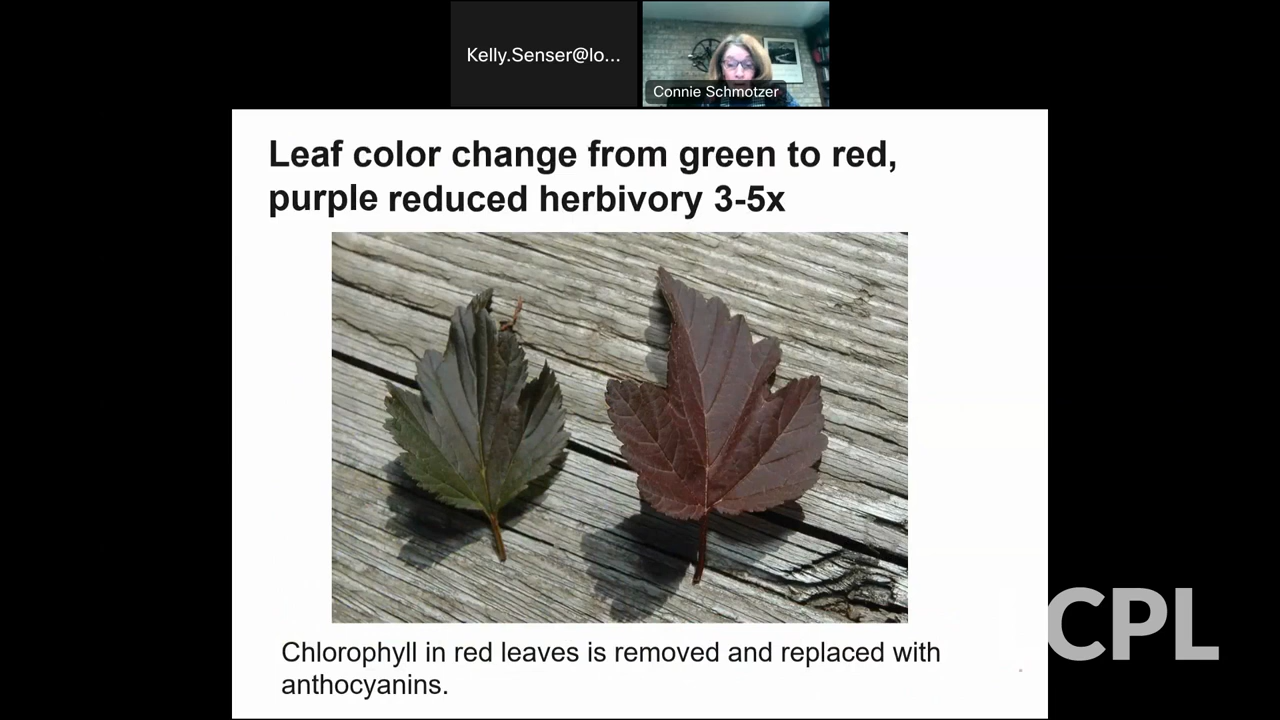 Kelly.Senser@lo...
Connie Schmotzer
Leaf color change from green to red,
purple reduced herbivory 3-5x
Chlorophyll in red leaves is removed and replaced with
anthocyanins.
CPL